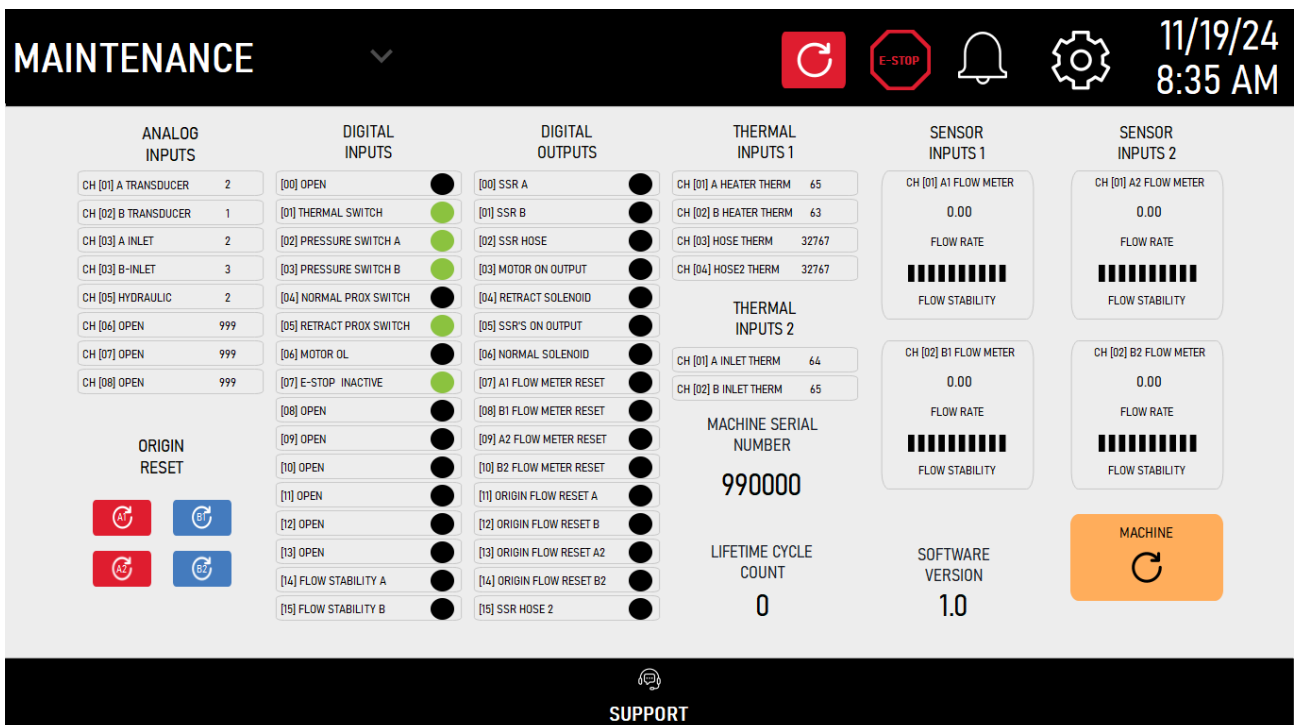 MAINTENANCE
E-STOP
11/19/24
8:35 AM
ANALOG
INPUTS
CH [01] A TRANSDUCER 2
CH [02] B TRANSDUCER 1
CH [03] A INLET 2
CH [03] B-INLET 3
CH [05] HYDRAULIC 2
CH [06] OPEN 999
CH [07] OPEN 999
CH [08] OPEN 999
ORIGIN
RESET
A1 B1
A2 B2
DIGITAL
INPUTS
[00] OPEN
[01] THERMAL SWITCH
[02] PRESSURE SWITCH A
[03] PRESSURE SWITCH B
[04] NORMAL PROX SWITCH
[05] RETRACT PROX SWITCH
[06] MOTOR OL
[07] E-STOP INACTIVE
[08] OPEN
[09] OPEN
[10] OPEN
[11] OPEN
[12] OPEN
[13] OPEN
[14] FLOW STABILITY A
[15] FLOW STABILITY B
DIGITAL
OUTPUTS
[00] SSR A
[01] SSR B
[02] SSR HOSE
[03] MOTOR ON OUTPUT
[04] RETRACT SOLENOID
[05] SSR'S ON OUTPUT
[06] NORMAL SOLENOID
[07] A1 FLOW METER RESET
[08] B1 FLOW METER RESET
[09] A2 FLOW METER RESET
[10] B2 FLOW METER RESET
[11] ORIGIN FLOW RESET A
[12] ORIGIN FLOW RESET B
[13] ORIGIN FLOW RESET A2
[14] ORIGIN FLOW RESET B2
[15] SSR HOSE 2
THERMAL
INPUTS 1
CH [01] A HEATER THERM 65
CH [02] B HEATER THERM 63
CH [03] HOSE THERM 32767
CH [04] HOSE2 THERM 32767
THERMAL
INPUTS 2
CH [01] A INLET THERM 64
CH [02] B INLET THERM 65
MACHINE SERIAL
NUMBER
990000
LIFETIME CYCLE
COUNT
0
SENSOR
INPUTS 1
CH [01] A1 FLOW METER
0.00
FLOW RATE
FLOW STABILITY
CH [02] B1 FLOW METER
0.00
FLOW RATE
FLOW STABILITY
SOFTWARE
VERSION
1.0
SENSOR
INPUTS 2
CH [01] A2 FLOW METER
0.00
FLOW RATE
FLOW STABILITY
CH [02] B2 FLOW METER
0.00
FLOW RATE
FLOW STABILITY
MACHINE
SUPPORT